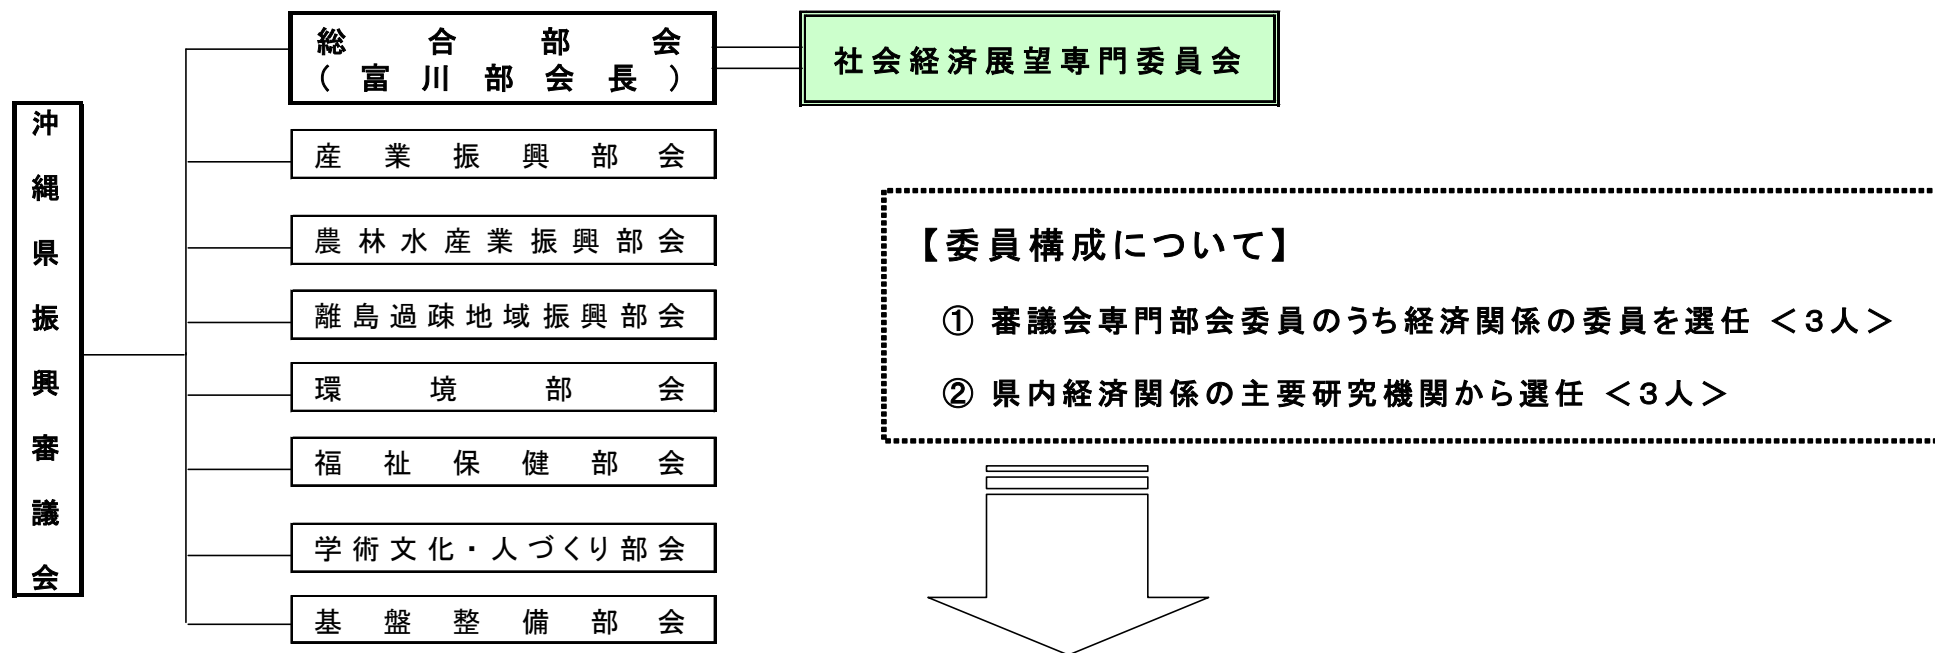 沖縄県振興審議会
総合部会
（富川部会長）
社会経済展望専門委員会
産業振興部会
農林水産業振興部会
離島過疎地域振興部会
環境部会
福祉保健部会
学術文化・人づくり部会
基盤整備部会
【委員構成について】
① 審議会専門部会委員のうち経済関係の委員を選任 ＜３人＞
② 県内経済関係の主要研究機関から選任 ＜３人＞